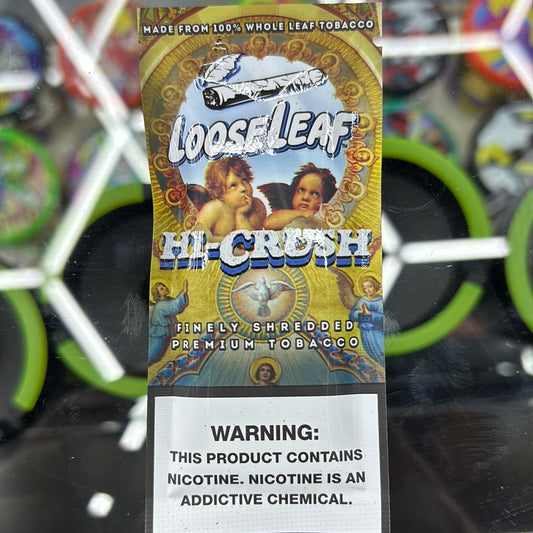 MADE FROM 100% WHOLE LEAF TOBACCO
LOOSELEAF
HI-CRUSH
FINELY SHREDDED
PREMIUM TOBACCO
WARNING:
THIS PRODUCT CONTAINS
NICOTINE. NICOTINE IS AN
ADDICTIVE CHEMICAL.